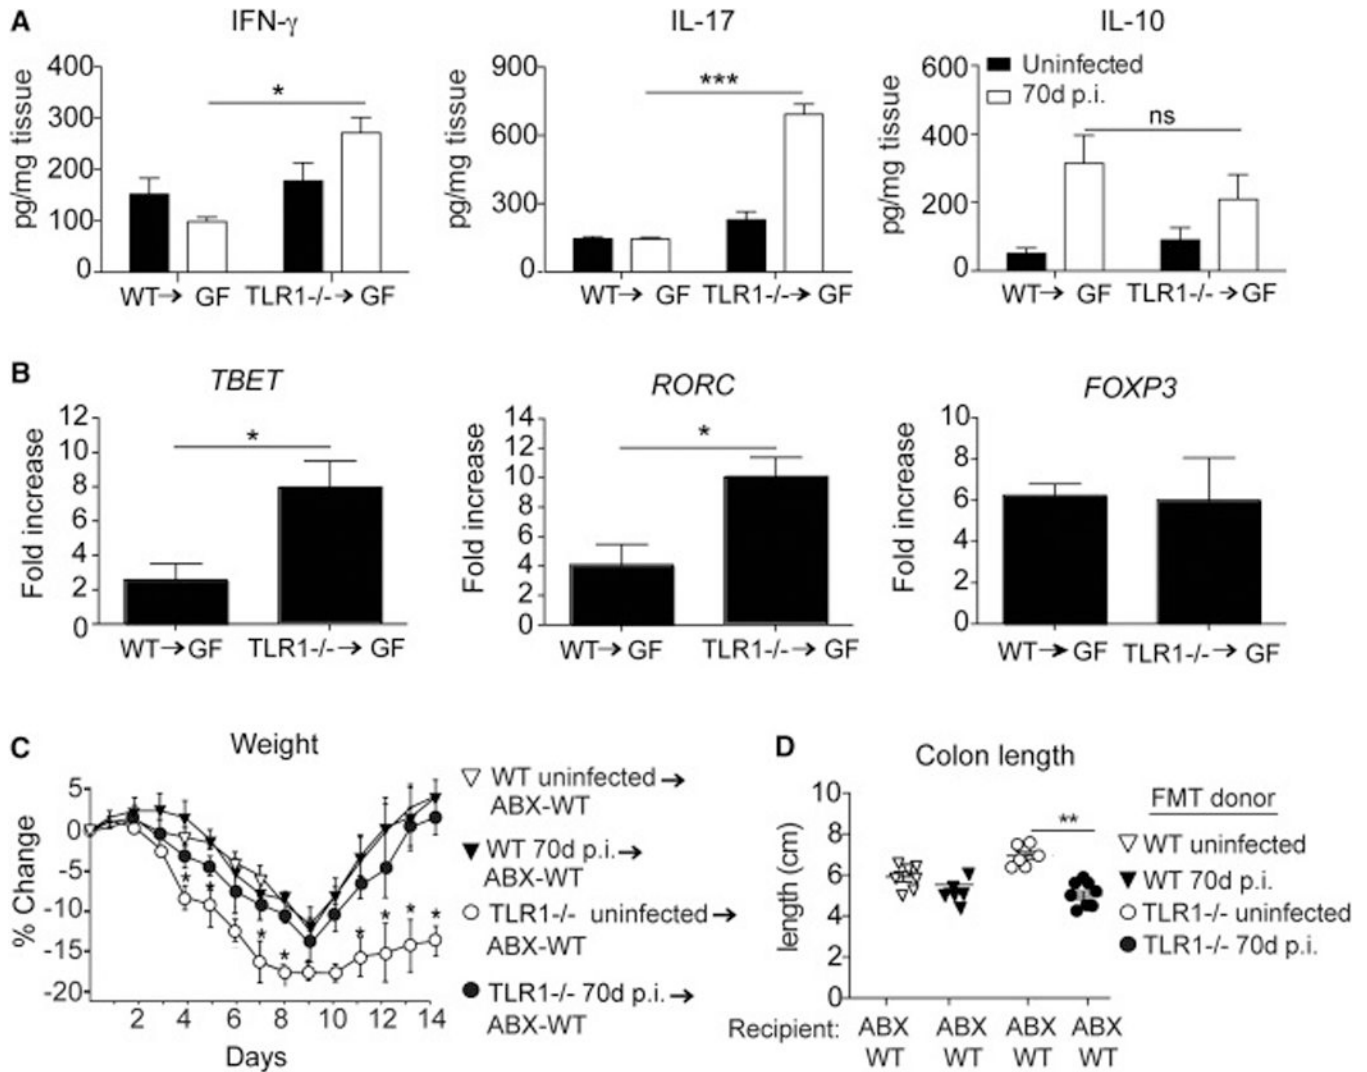 A
IFN-γ
IL-17
IL-10
pg/mg tissue
400
300
200
100
0
*
WT→ GF
TLR1-/-→ GF
pg/mg tissue
900
600
300
0
***
WT→ GF
TLR1-/-→ GF
pg/mg tissue
600
400
200
0
Uninfected
70d p.i.
ns
WT→ GF
TLR1-/- →GF
B
TBET
RORC
FOXP3
Fold increase
12
10
8
6
4
2
0
*
WT→GF
TLR1-/-→ GF
Fold increase
14
12
10
8
6
4
2
0
*
WT→ GF
TLR1-/-→ GF
Fold increase
10
8
6
4
2
0
WT→ GF
TLR1-/-→ GF
C
Weight
% Change
5
0
-5
-10
-15
-20
* * * * * * * * *
2 4 6 8 10 12 14
Days
WT uninfected→
ABX-WT
WT 70d p.i.→
ABX-WT
TLR1-/- uninfected→
ABX-WT
TLR1-/- 70d p.i.→
ABX-WT
D
Colon length
length (cm)
10
8
6
4
2
0
**
FMT donor
WT uninfected
WT 70d p.i.
TLR1-/- uninfected
TLR1-/- 70d p.i.
Recipient: ABX ABX ABX ABX
WT WT WT WT